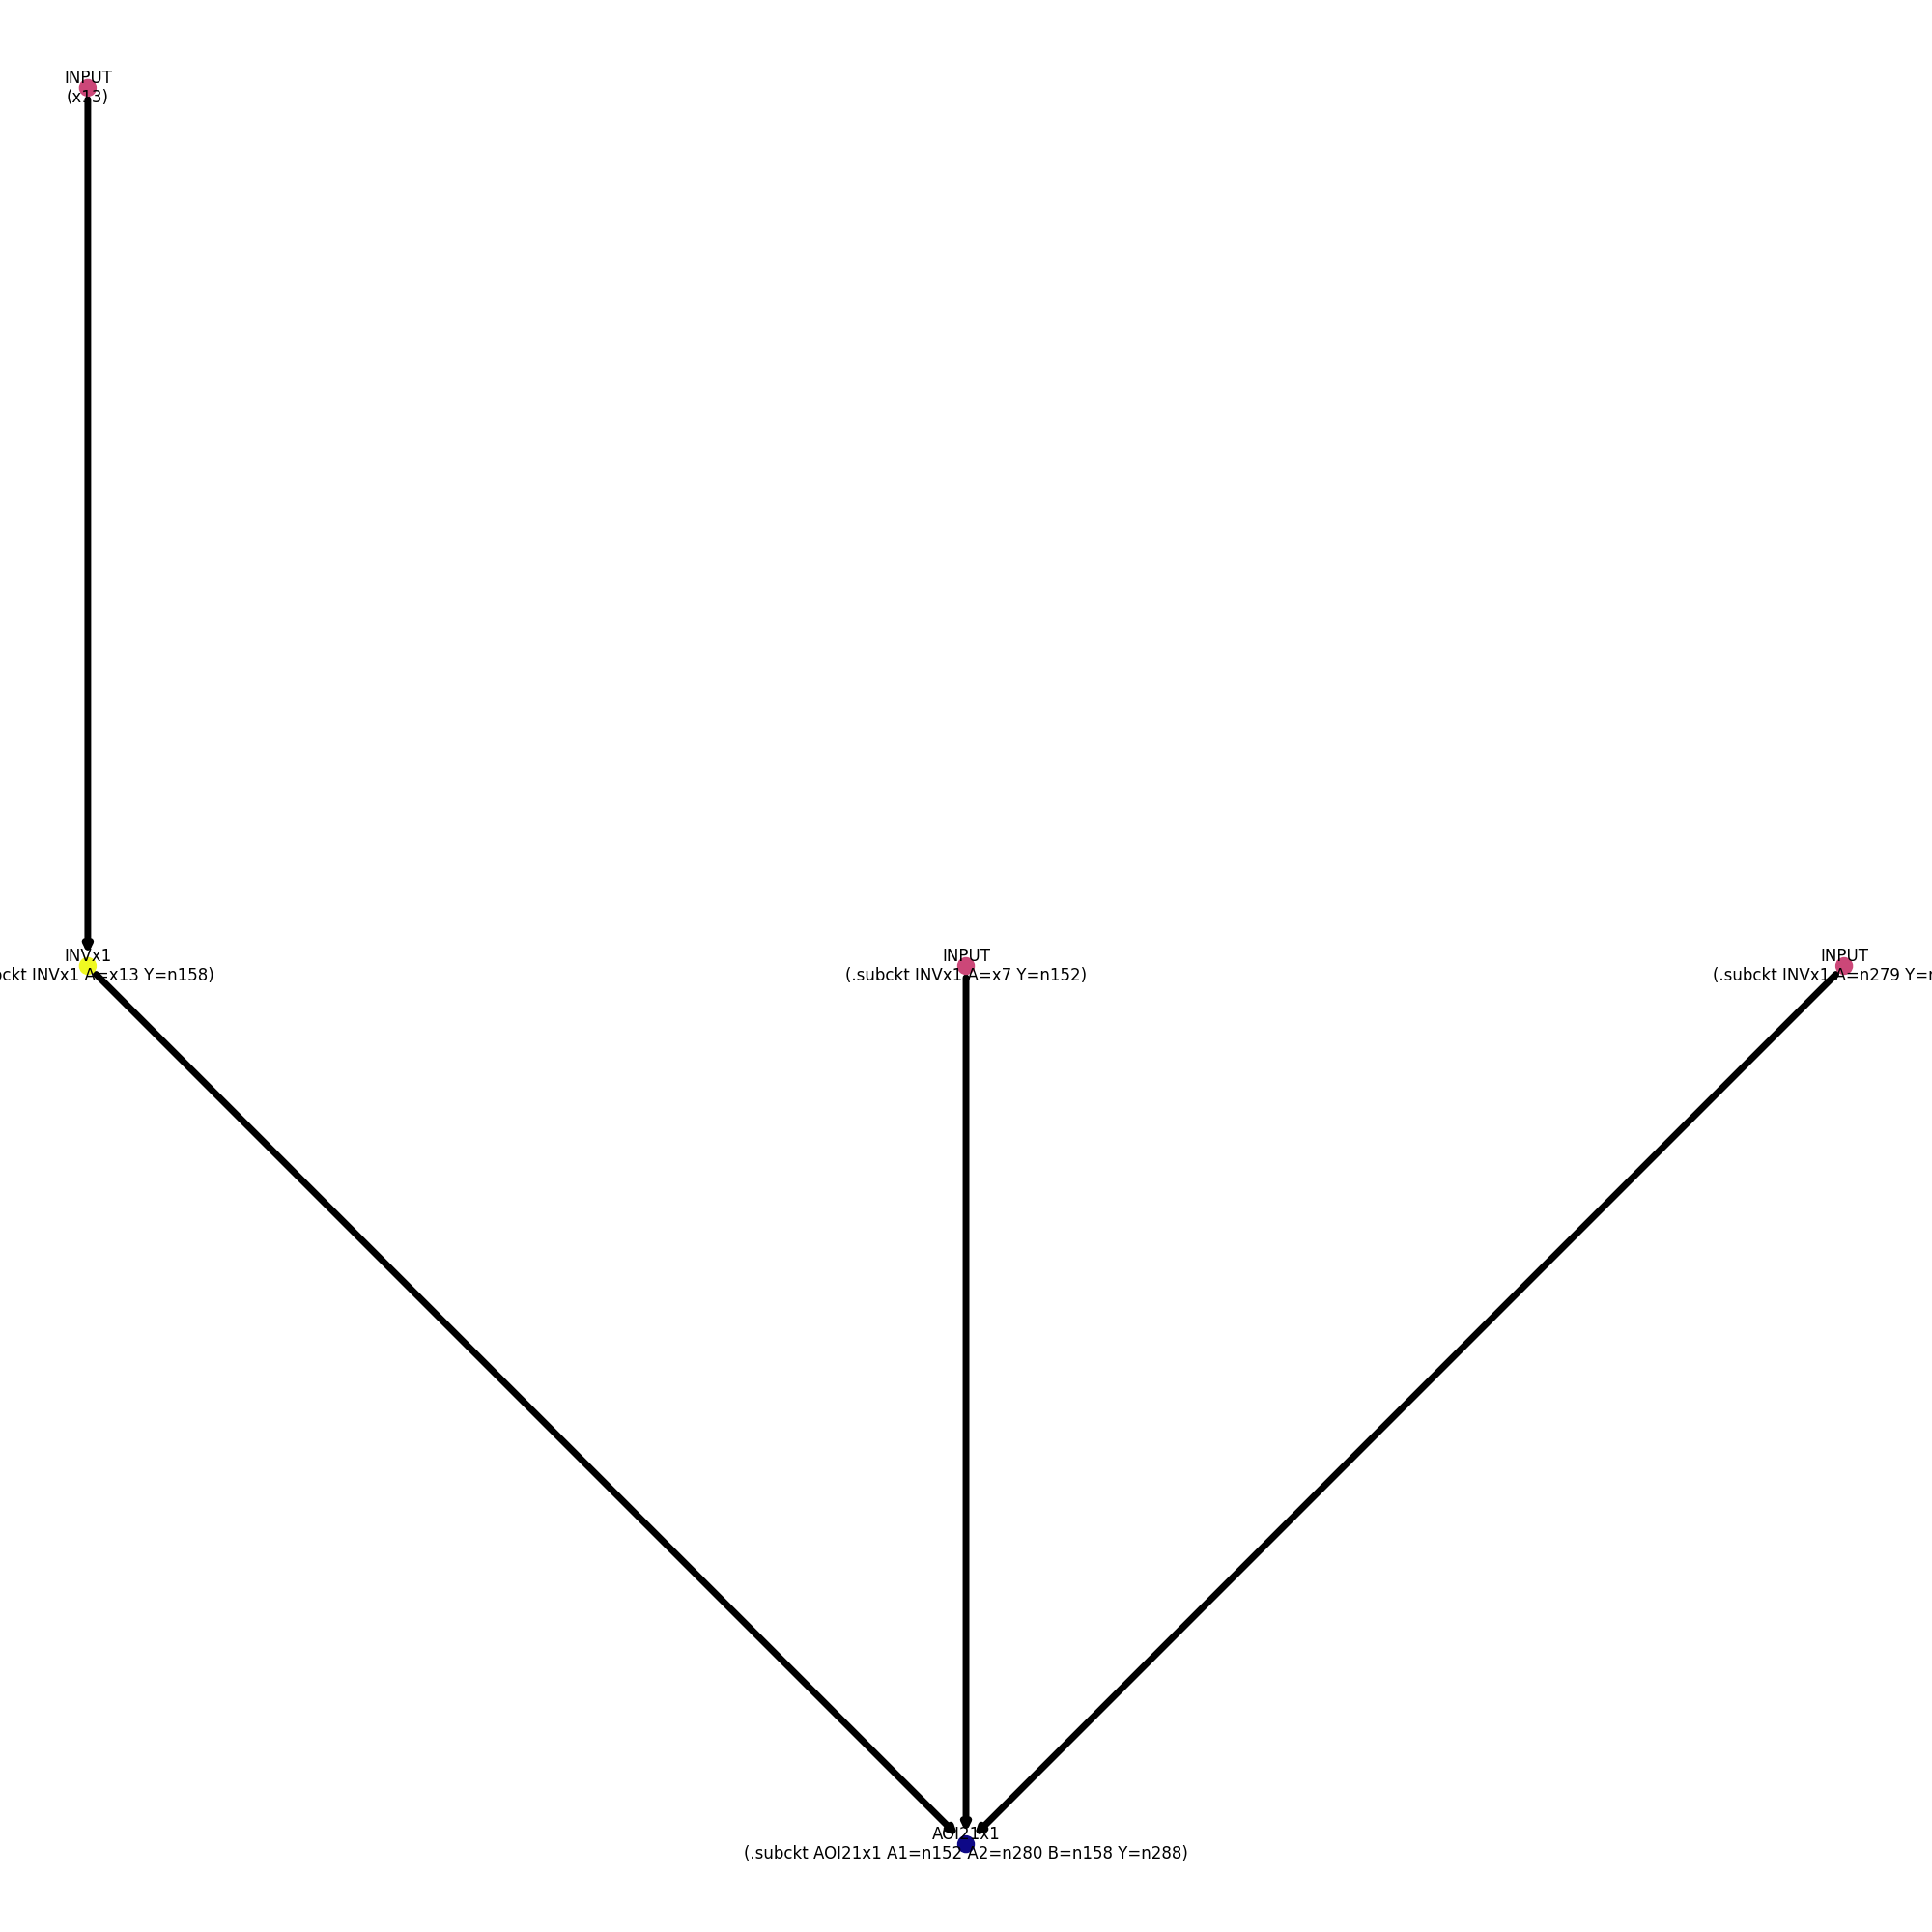 INPUT
(x13)
INVx1
ckt INVx1 A=x13 Y=n158)
INPUT
(.subckt INVx1 A=x7 Y=n152)
INPUT
(.subckt INVx1 A=n279 Y=
AOI21x1
(.subckt AOI21x1 A1=n152 A2=n280 B=n158 Y=n288)